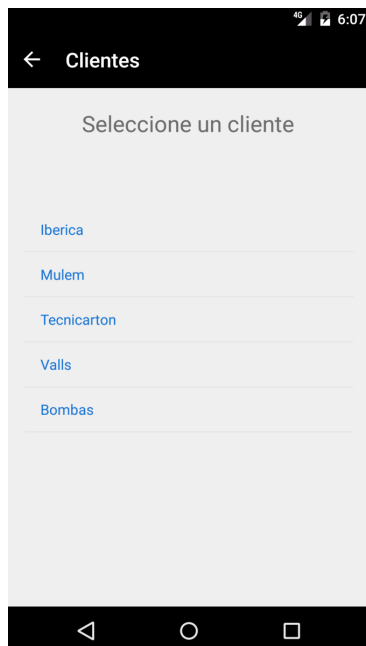 4G 6:07
Clientes
Seleccione un cliente
Iberica
Mulem
Tecnicarton
Valls
Bombas